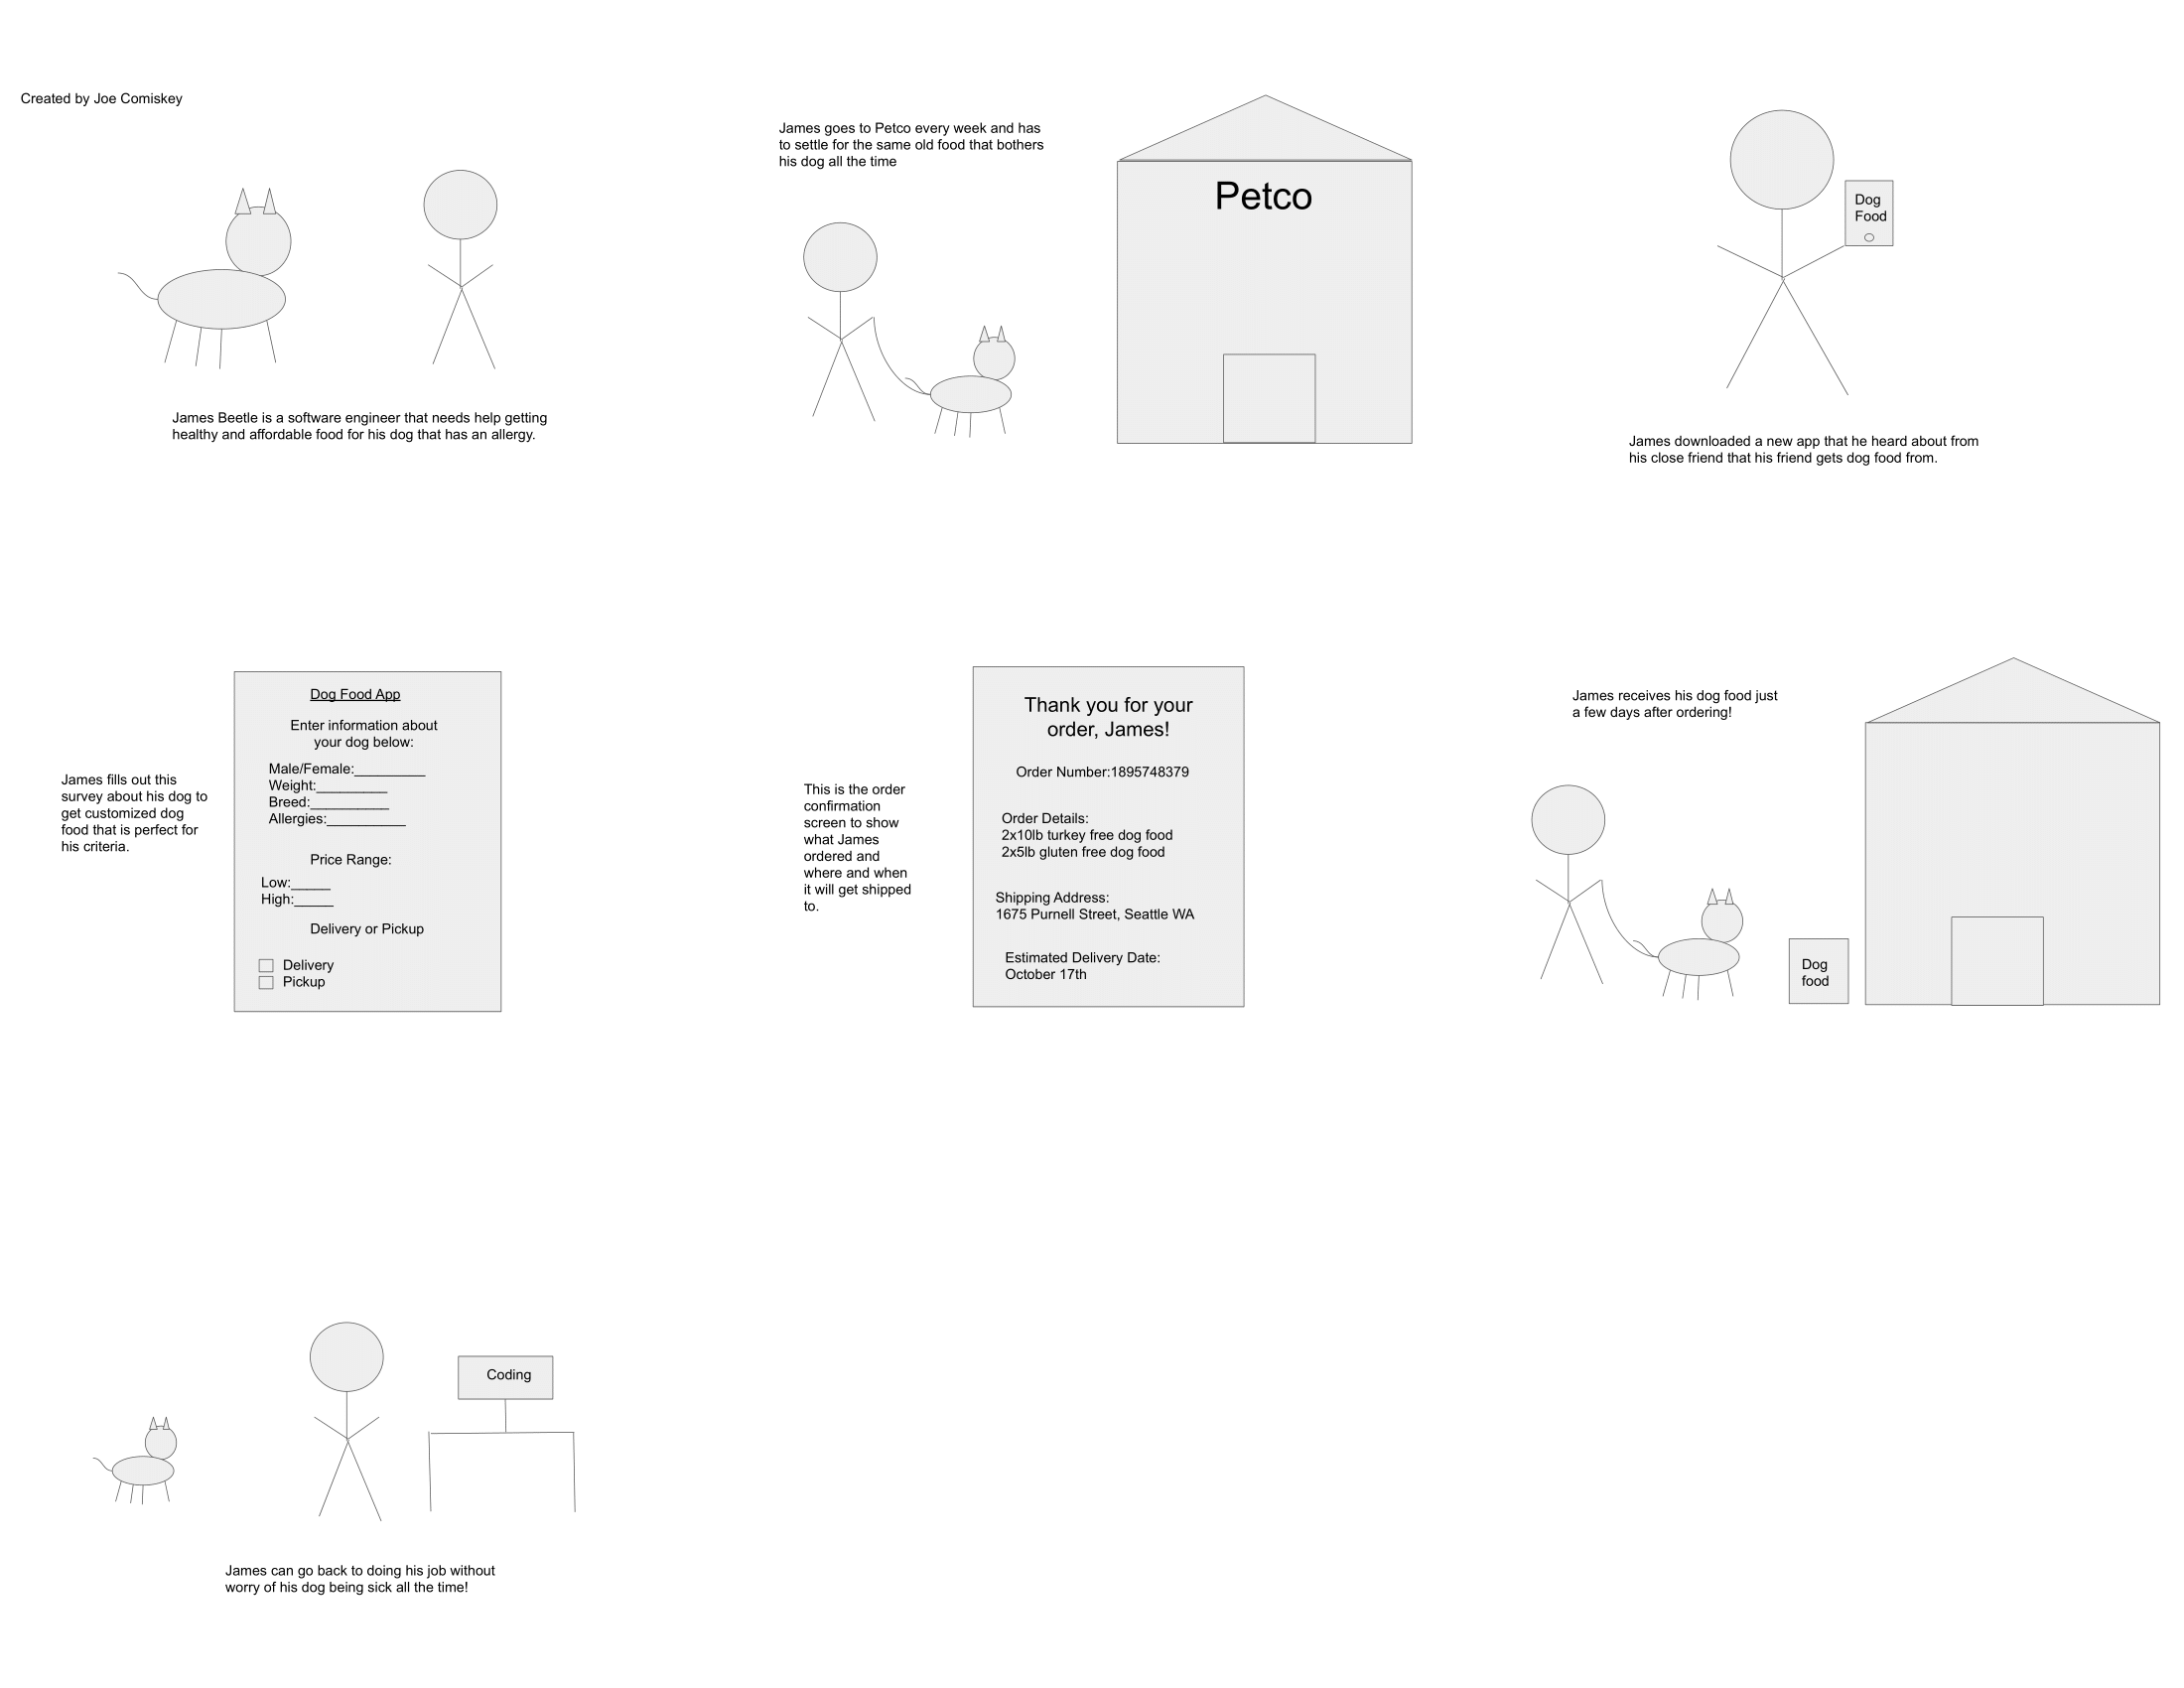 Created by Joe Comiskey
James Beetle is a software engineer that needs help getting
healthy and affordable food for his dog that has an allergy.
James goes to Petco every week and has
to settle for the same old food that bothers
his dog all the time
Petco
Dog
Food
James downloaded a new app that he heard about from
his close friend that his friend gets dog food from.
James fills out this
survey about his dog to
get customized dog
food that is perfect for
his criteria.
Dog Food App
Enter information about
your dog below:
Male/Female:__________
Weight:_________
Breed:__________
Allergies:__________
Price Range:
Low:_____
High:_____
Delivery or Pickup
Delivery
Pickup
This is the order
confirmation
screen to show
what James
ordered and
where and when
it will get shipped
to.
Thank you for your
order, James!
Order Number:1895748379
Order Details:
2x10lb turkey free dog food
2x5lb gluten free dog food
Shipping Address:
1675 Purnell Street, Seattle WA
Estimated Delivery Date:
October 17th
James receives his dog food just
a few days after ordering!
Dog
food
Coding
James can go back to doing his job without
worry of his dog being sick all the time!